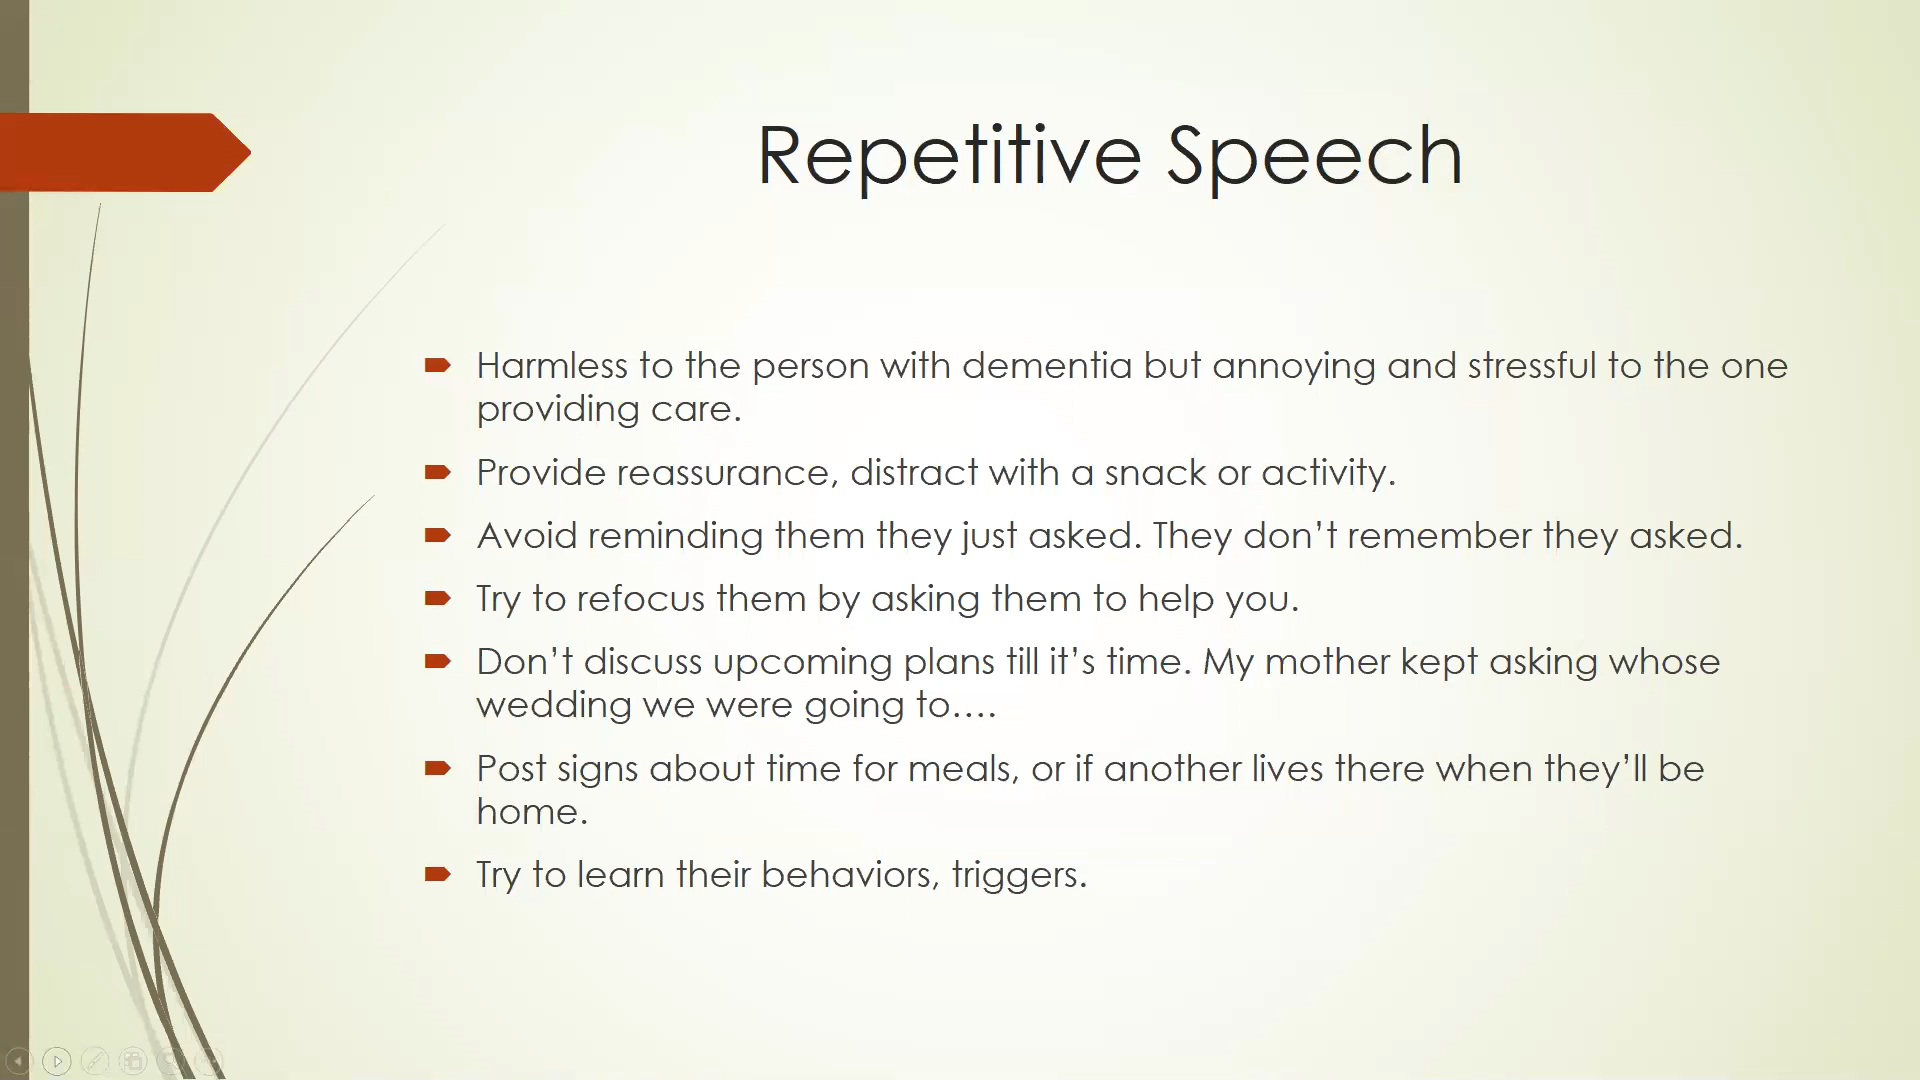 Repetitive Speech
Harmless to the person with dementia but annoying and stressful to the one
providing care.
Provide reassurance, distract with a snack or activity.
Avoid reminding them they just asked. They don’t remember they asked.
Try to refocus them by asking them to help you.
Don’t discuss upcoming plans till it’s time. My mother kept asking whose
wedding we were going to….
Post signs about time for meals, or if another lives there when they’ll be
home.
Try to learn their behaviors, triggers.